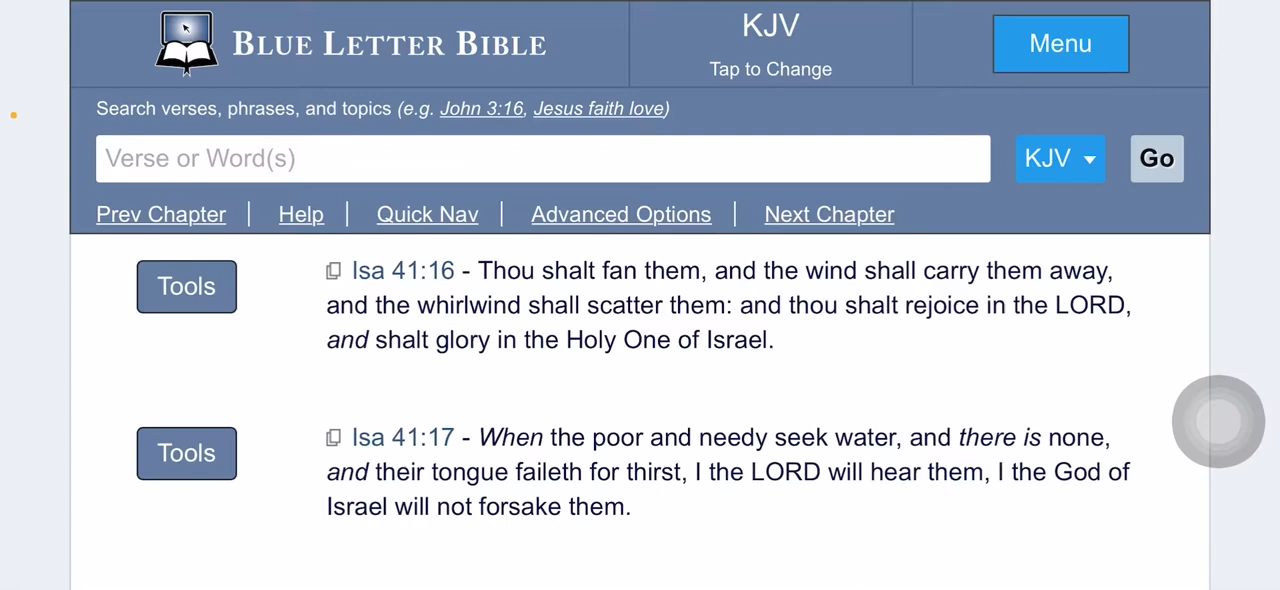 BLUE LETTER BIBLE
KJV
Tap to Change
Menu
Search verses, phrases, and topics (e.g. John 3:16, Jesus faith love)
Verse or Word(s)
KJV
Go
Prev Chapter | Help | Quick Nav | Advanced Options | Next Chapter
Tools
Isa 41:16 - Thou shalt fan them, and the wind shall carry them away,
and the whirlwind shall scatter them: and thou shalt rejoice in the LORD,
and shalt glory in the Holy One of Israel.
Tools
Isa 41:17 - When the poor and needy seek water, and there is none,
and their tongue faileth for thirst, I the LORD will hear them, I the God of
Israel will not forsake them.